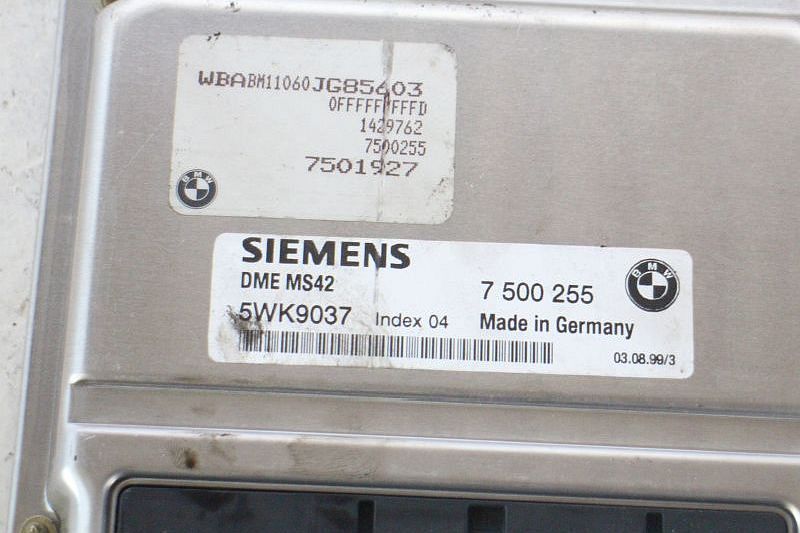 WBABM11060JG85603
1429762
7500255
7501927
BMW
SIEMENS
DME MS42
7 500 255
BMW
5WK9037 Index 04 Made in Germany
03.08.99/3